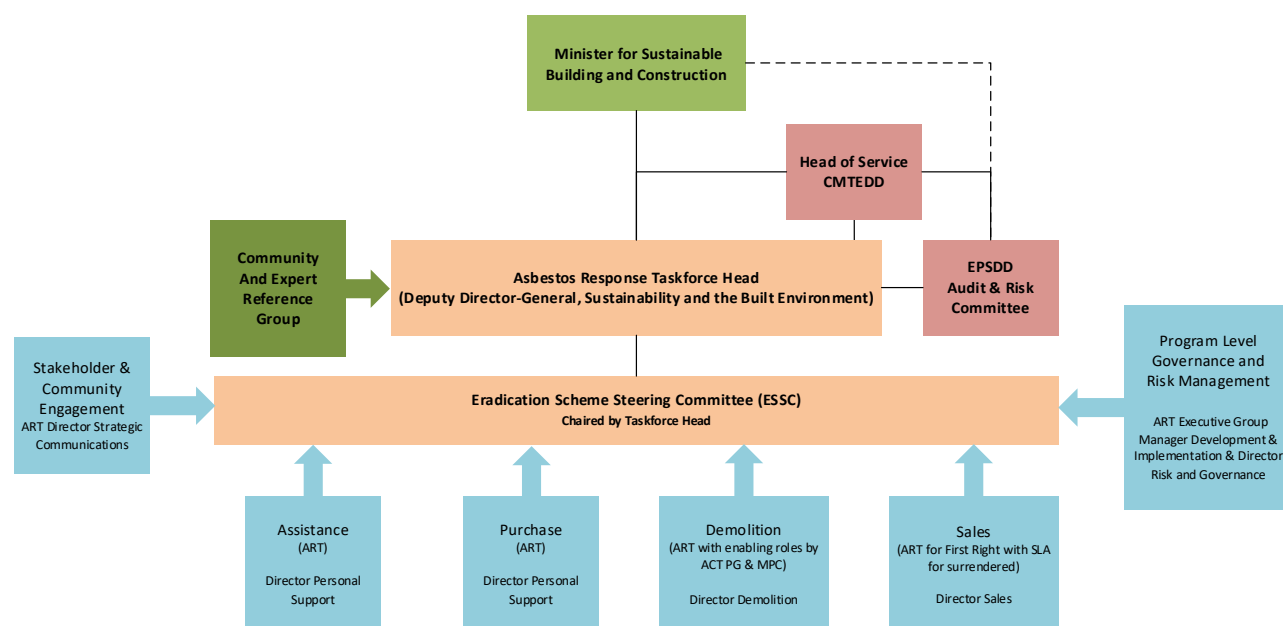 Minister for Sustainable
Building and Construction
Head of Service
CMTEDD
Community
And Expert
Reference
Group
Asbestos Response Taskforce Head
(Deputy Director-General, Sustainability and the Built Environment)
EPSDD
Audit & Risk
Committee
Stakeholder &
Community
Engagement
ART Director Strategic
Communications
Eradication Scheme Steering Committee (ESSC)
Chaired by Taskforce Head
Program Level
Governance and
Risk Management
ART Executive Group
Manager Development &
Implementation & Director
Risk and Governance
Assistance
(ART)
Director Personal
Support
Purchase
(ART)
Director Personal
Support
Demolition
(ART with enabling roles by
ACT PG & MPC)
Director Demolition
Sales
(ART for First Right with SLA
for surrendered)
Director Sales